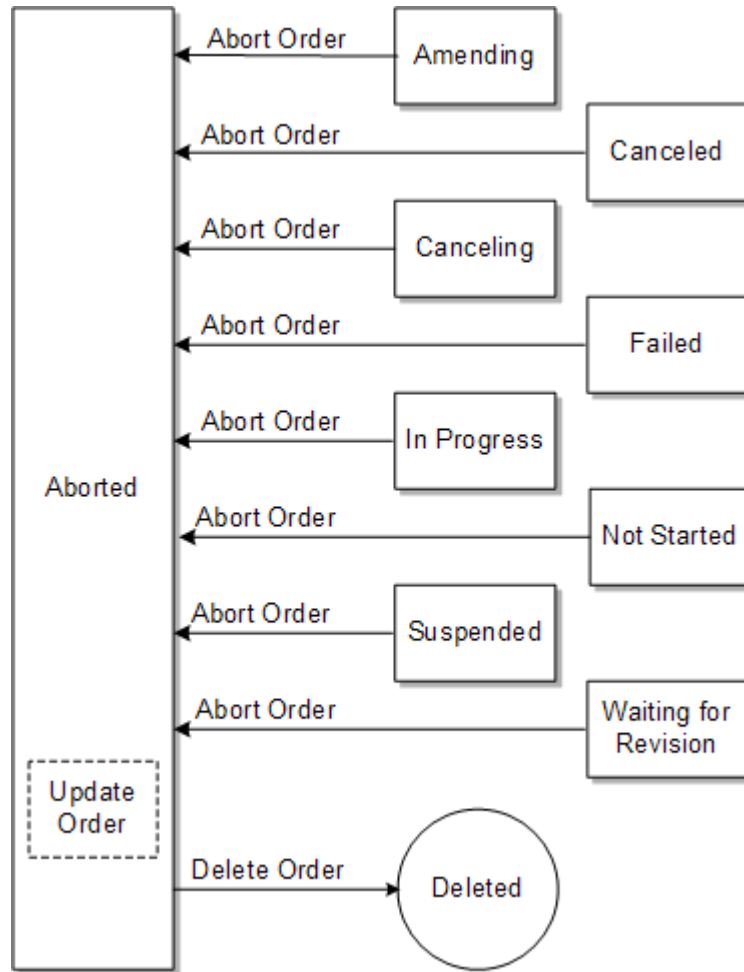 Abort Order
Amending
Abort Order
Canceled
Abort Order
Canceling
Abort Order
Failed
Abort Order
In Progress
Aborted
Abort Order
Not Started
Abort Order
Suspended
Abort Order
Waiting for
Revision
Update
Order
Delete Order
Deleted